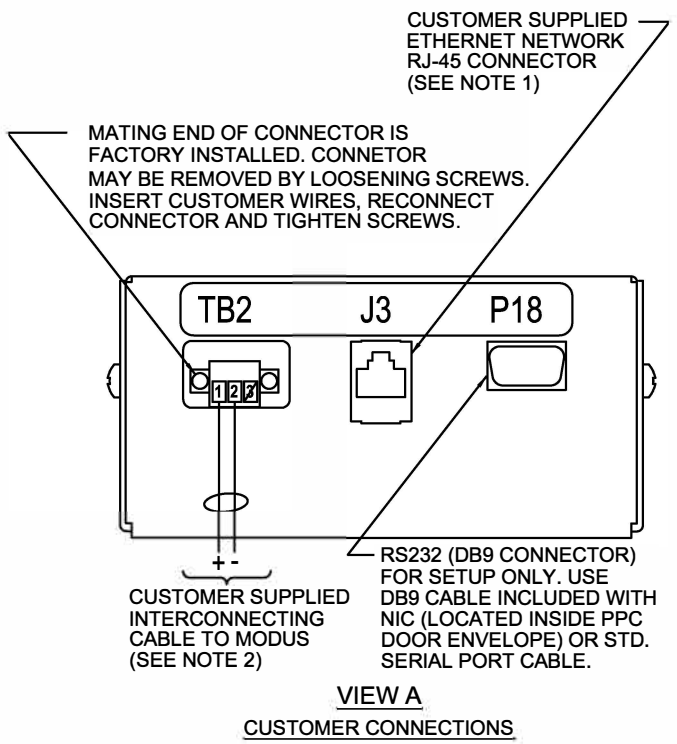 CUSTOMER SUPPLIED
ETHERNET NETWORK
RJ-45 CONNECTOR
(SEE NOTE 1)
MATING END OF CONNECTOR IS
FACTORY INSTALLED. CONNETOR
MAY BE REMOVED BY LOOSENING SCREWS.
INSERT CUSTOMER WIRES, RECONNECT
CONNECTOR AND TIGHTEN SCREWS.
TB2 J3 P18
1 2 3
+ -
CUSTOMER SUPPLIED
INTERCONNECTING
CABLE TO MODUS
(SEE NOTE 2)
RS232 (DB9 CONNECTOR)
FOR SETUP ONLY. USE
DB9 CABLE INCLUDED WITH
NIC (LOCATED INSIDE PPC
DOOR ENVELOPE) OR STD.
SERIAL PORT CABLE.
VIEW A
CUSTOMER CONNECTIONS